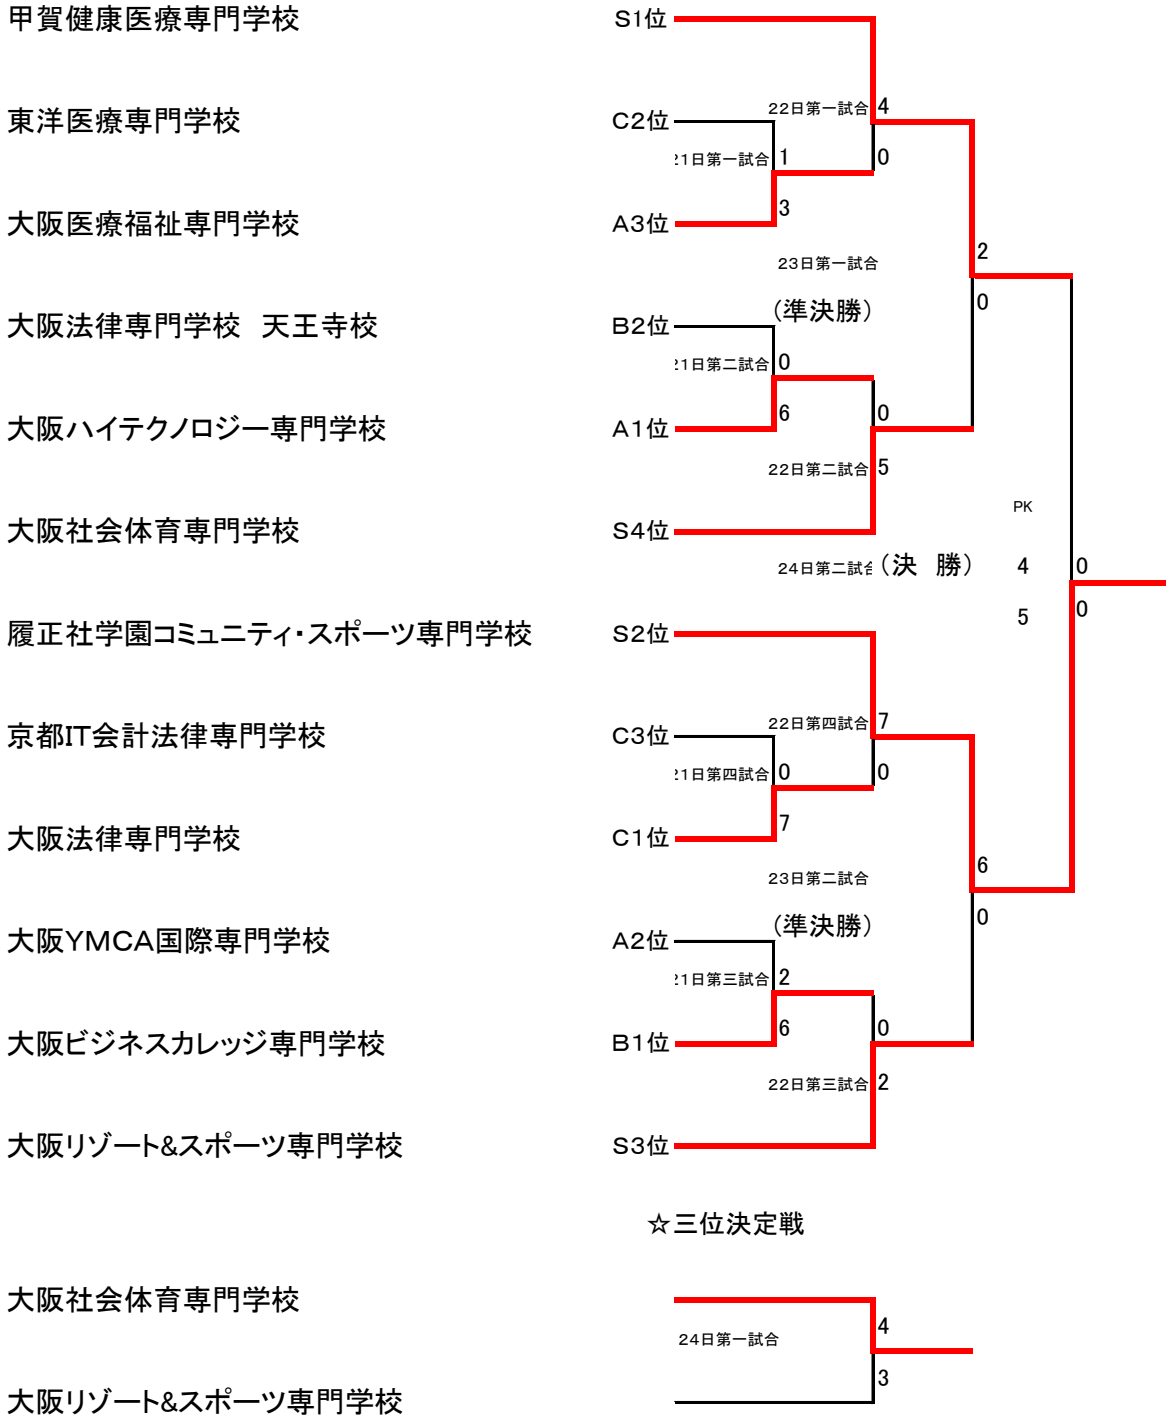 甲賀健康医療専門学校 S1位
22日第一試合 4
東洋医療専門学校 C2位
21日第一試合 1 0
3
大阪医療福祉専門学校 A3位
2
23日第一試合
0
大阪法律専門学校　天王寺校 B2位 (準決勝)
21日第二試合 0
6 0
大阪ハイテクノロジー専門学校 A1位
22日第二試合 5
PK
大阪社会体育専門学校 S4位
24日第二試合 (決　勝) 4 0
5 0
履正社学園コミュニティ・スポーツ専門学校 S2位
22日第四試合 7
京都IT会計法律専門学校 C3位
21日第四試合 0 0
7
大阪法律専門学校 C1位
6
23日第二試合
0
(準決勝)
大阪YMCA国際専門学校 A2位
21日第三試合 2
6 0
大阪ビジネスカレッジ専門学校 B1位
22日第三試合 2
大阪リゾート&スポーツ専門学校 S3位
☆三位決定戦
大阪社会体育専門学校
4
24日第一試合
3
大阪リゾート&スポーツ専門学校